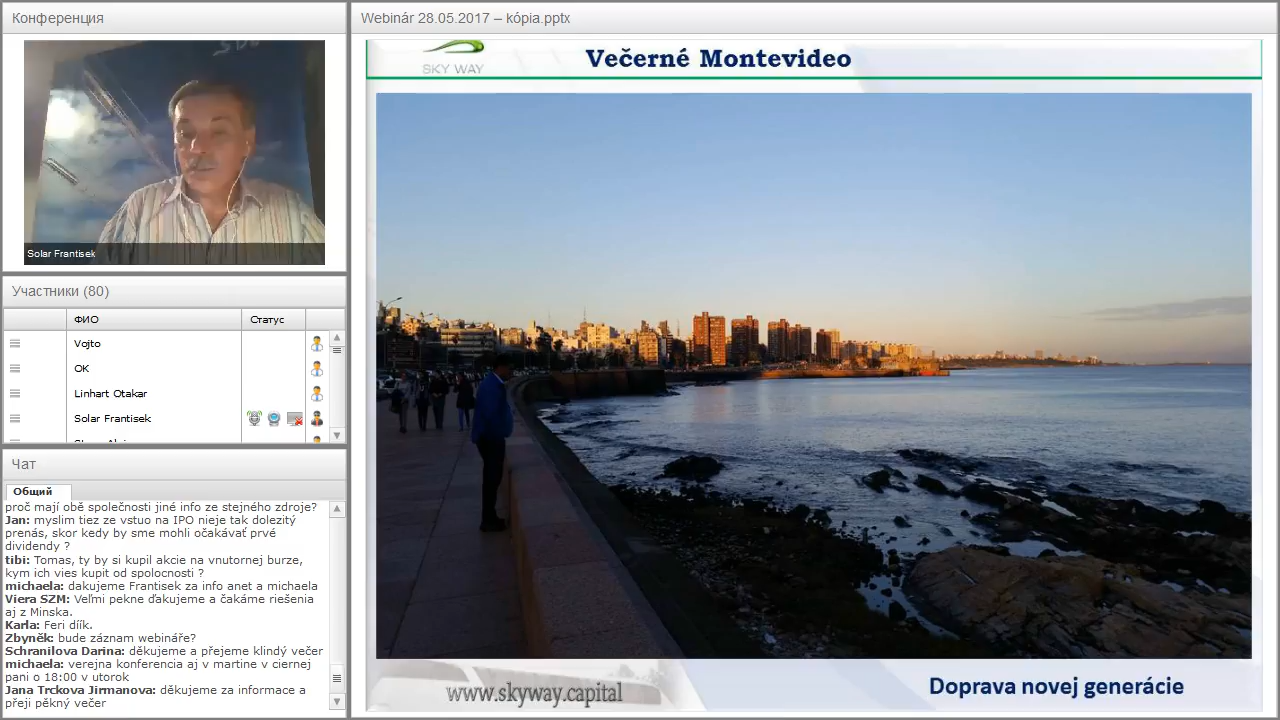 Конференция
Solar Frantisek
Участники (80)
ФИО
Статус
Vojto
OK
Linhart Otakar
Solar Frantisek
Чат
Общий
proč mají obě společnosti jiné info ze stejného zdroje?
Jan: myslim tiez ze vstuo na IPO nieje tak dolezitý
prenás, skor kedy by sme mohli očakávať prvé
dividendy ?
tibi: Tomas, ty by si kupil akcie na vnutornej burze,
kym ich vies kupit od spolocnosti ?
michaela: dakujeme Frantisek za info anet a michaela
Viera SZM: Veľmi pekne ďakujeme a čakáme riešenia
aj z Minska.
Karla: Feri díík.
Zbyněk: bude záznam webináře?
Schranilova Darina: děkujeme a přejeme klindý večer
michaela: verejna konferencia aj v martine v ciernej
pani o 18:00 v utorok
Jana Trckova Jirmanova: děkujeme za informace a
přeji pěkný večer
Webinár 28.05.2017 – kópia.pptx
SKY WAY
Večerné Montevideo
www.skyway.capital
Doprava novej generácie